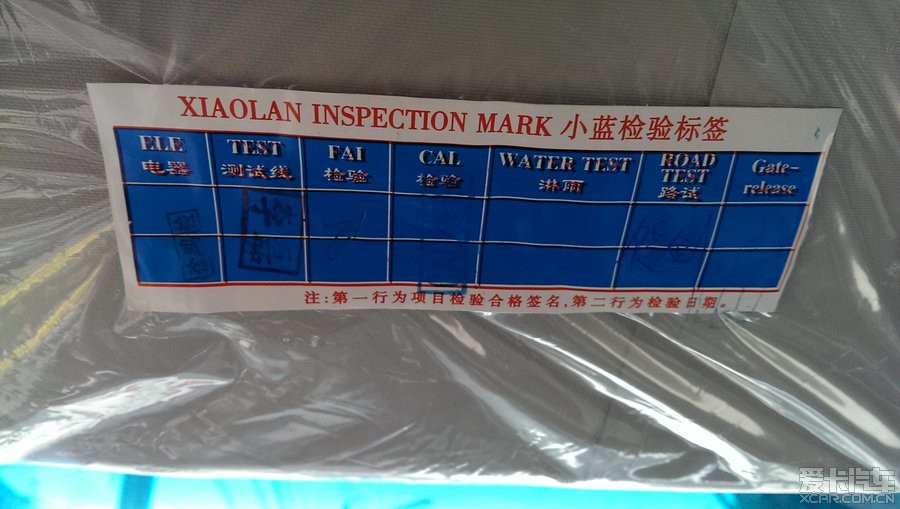 XIAOLAN INSPECTION MARK 小蓝检验标签
ELE 电器
TEST 测试线
FAI 检验
CAL 检验
WATER TEST 淋雨
ROAD TEST 路试
Gate-release
注:第一行为项目检验合格签名,第二行为检验日期。
爱卡汽车
XCAR.COM.CN